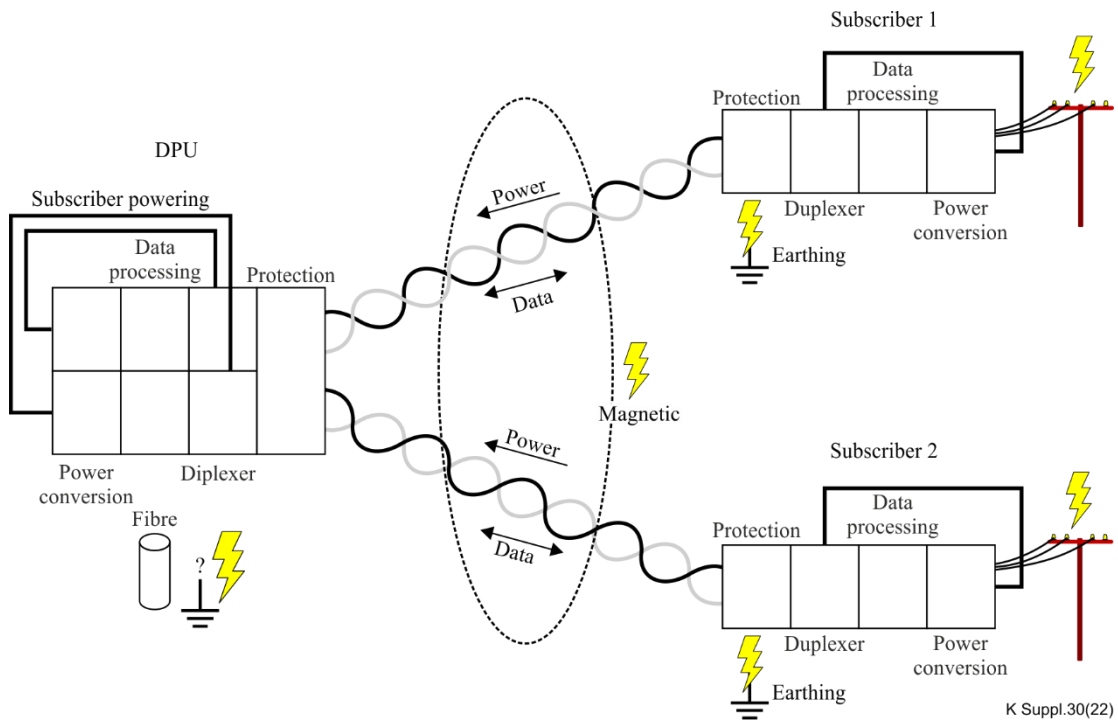 Subscriber 1
Data
processing
Protection
Duplexer
Power
conversion
Earthing
DPU
Subscriber powering
Data
processing
Protection
Power
Data
Magnetic
Power
Data
Power
conversion
Diplexer
Fibre
?
Subscriber 2
Data
processing
Protection
Duplexer
Power
conversion
Earthing
K Suppl.30(22)